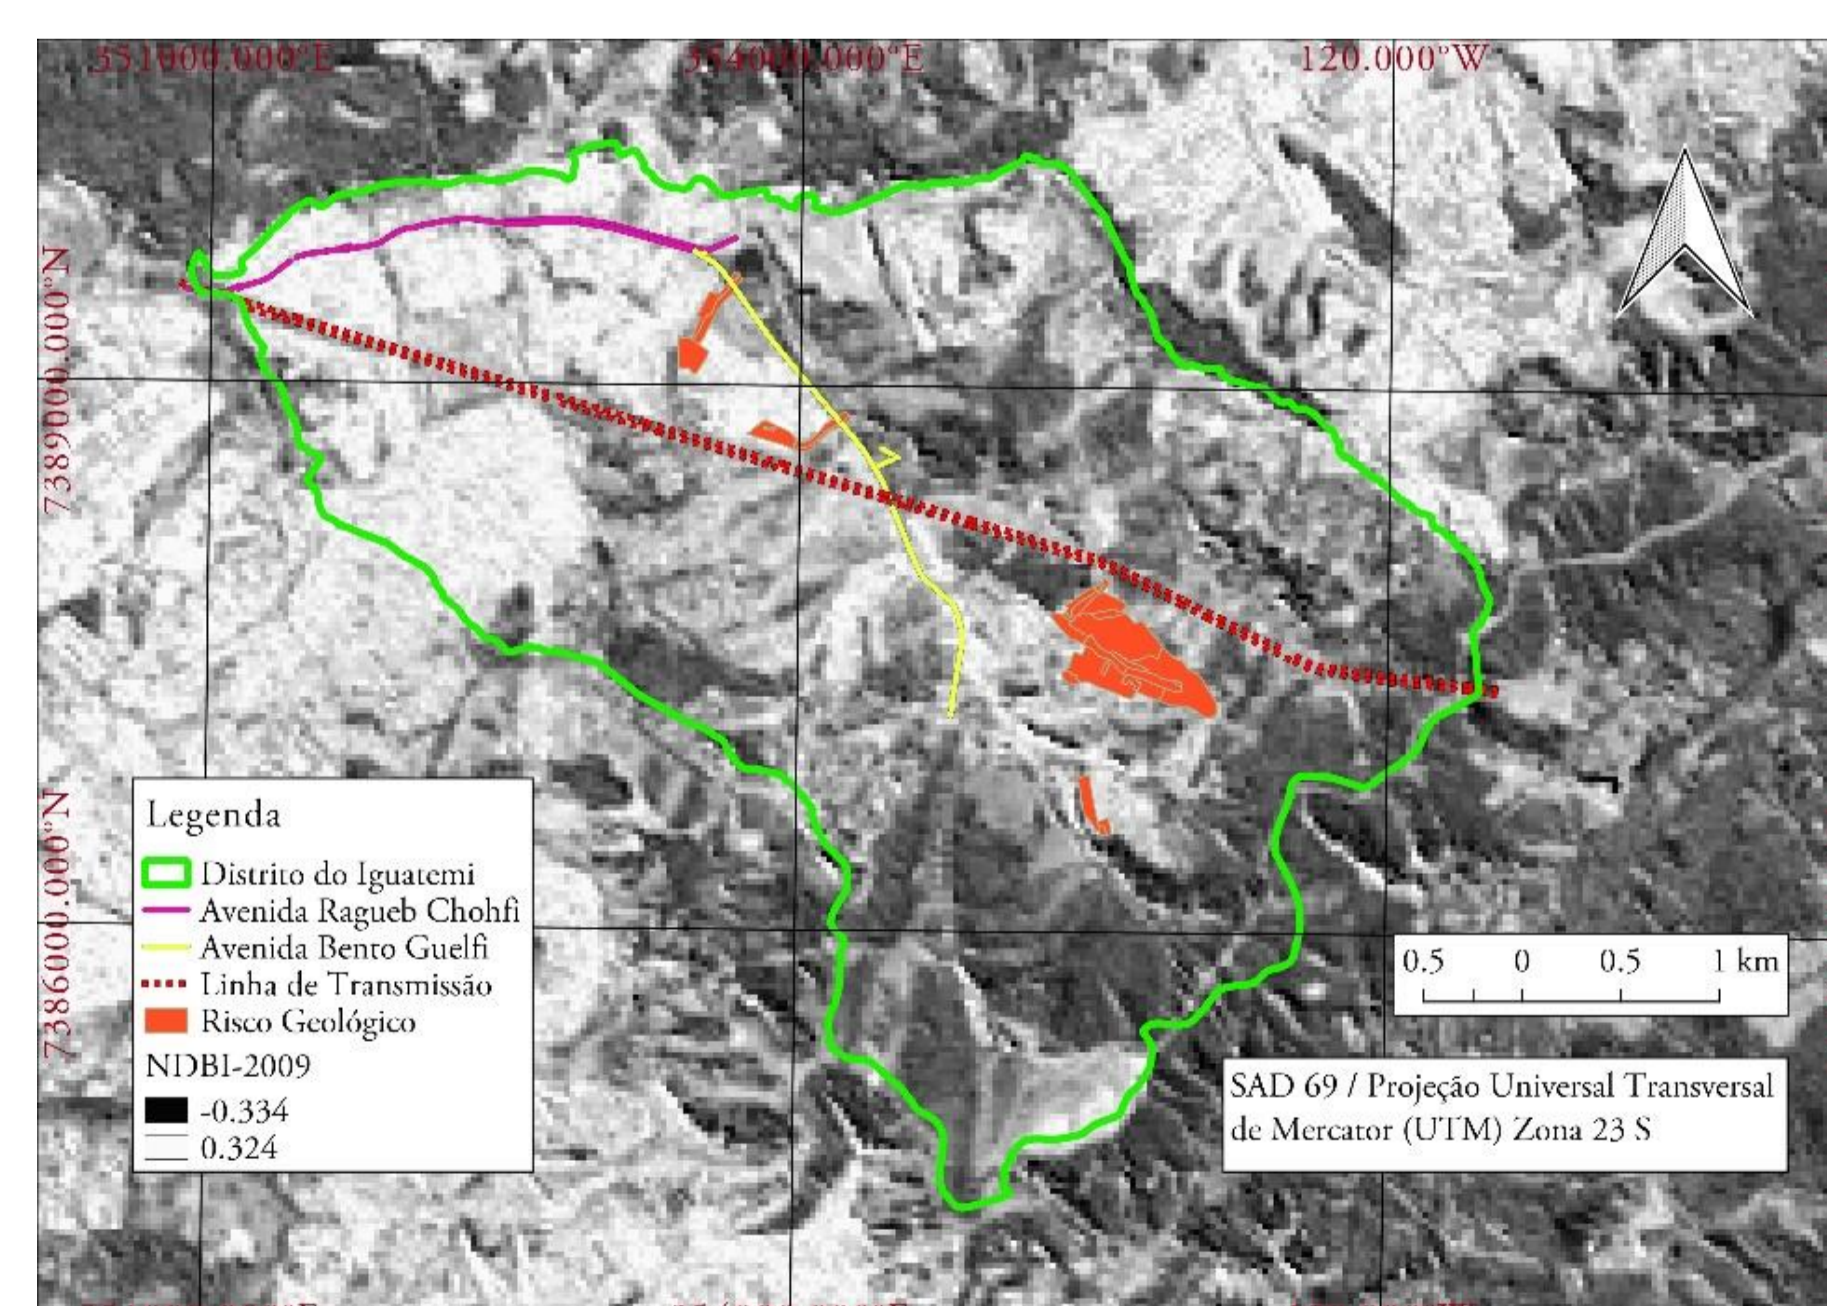 351000.000°E
354000.000°E
120.000°W
7389000.000°N
7386000.000°N
Legenda
Distrito do Iguatemi
Avenida Ragueb Chohfi
Avenida Bento Guelfi
Linha de Transmissão
Risco Geológico
NDBI-2009
-0.334
0.324
0.5 0 0.5 1 km
SAD 69 / Projeção Universal Transversal
de Mercator (UTM) Zona 23 S